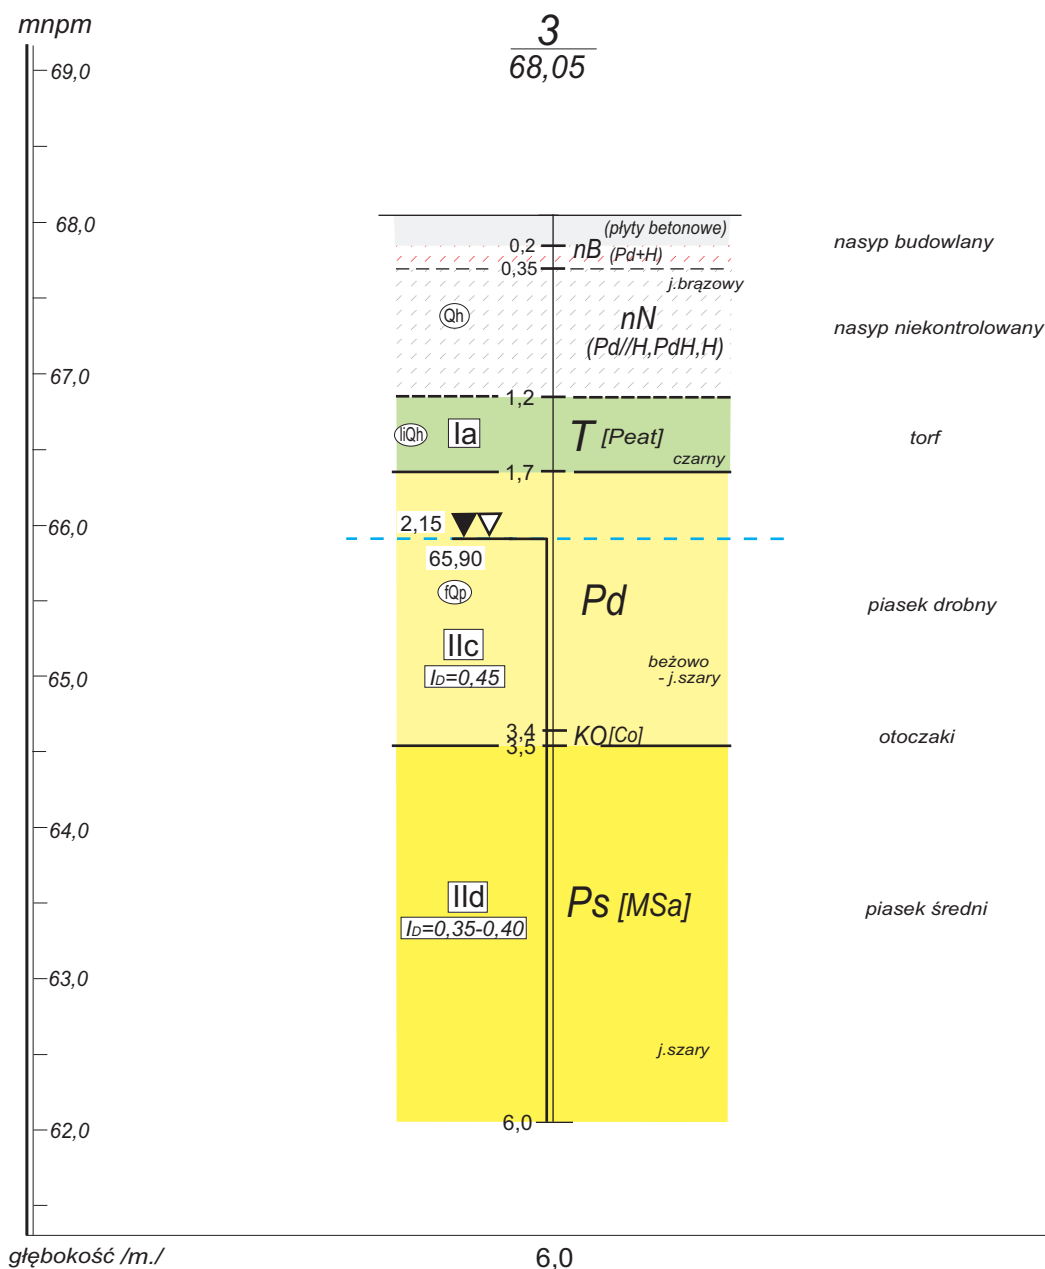 mnpm
3
68,05
69,0
68,0
(płyty betonowe)
0,2
nB (Pd+H)
nasyp budowlany
0,35
j.brązowy
Qh
nN
(Pd//H,PdH,H)
nasyp niekontrolowany
67,0
1,2
IiQh
Ia
T [Peat]
czarny
torf
1,7
66,0
2,15
65,90
fQp
Pd
piasek drobny
IIc
ID=0,45
beżowo
- j.szary
65,0
3,4
KO[Co]
otoczaki
3,5
64,0
IId
ID=0,35-0,40
Ps [MSa]
piasek średni
63,0
j.szary
6,0
62,0
głębokość /m./
6,0